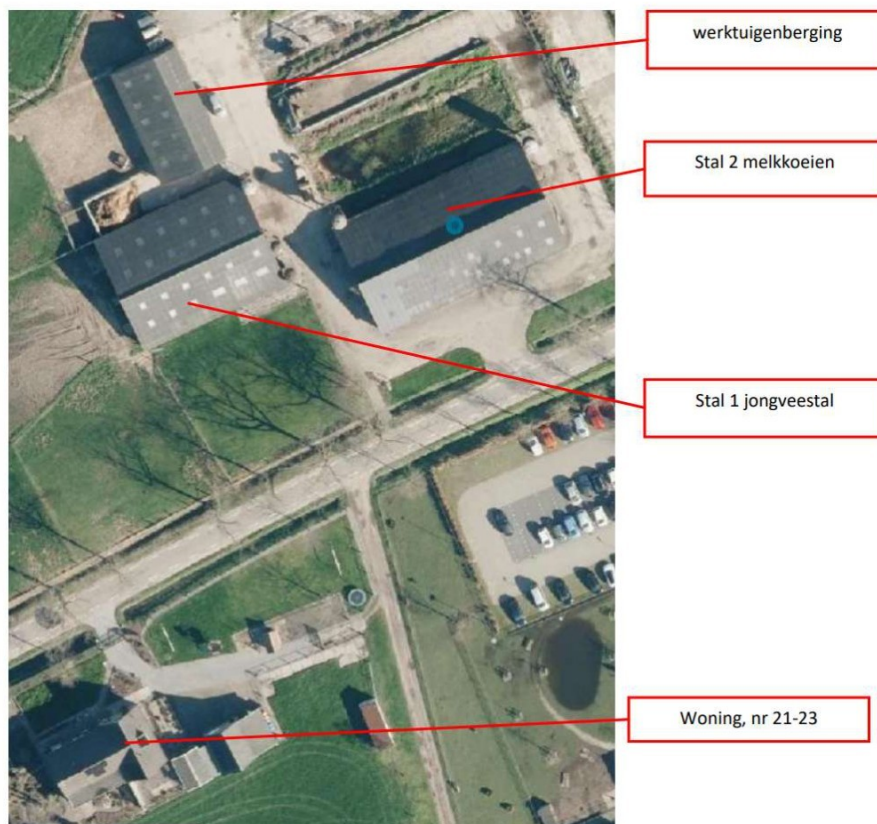 werktuigenberging
Stal 2 melkkoeien
Stal 1 jongveestal
Woning, nr 21-23